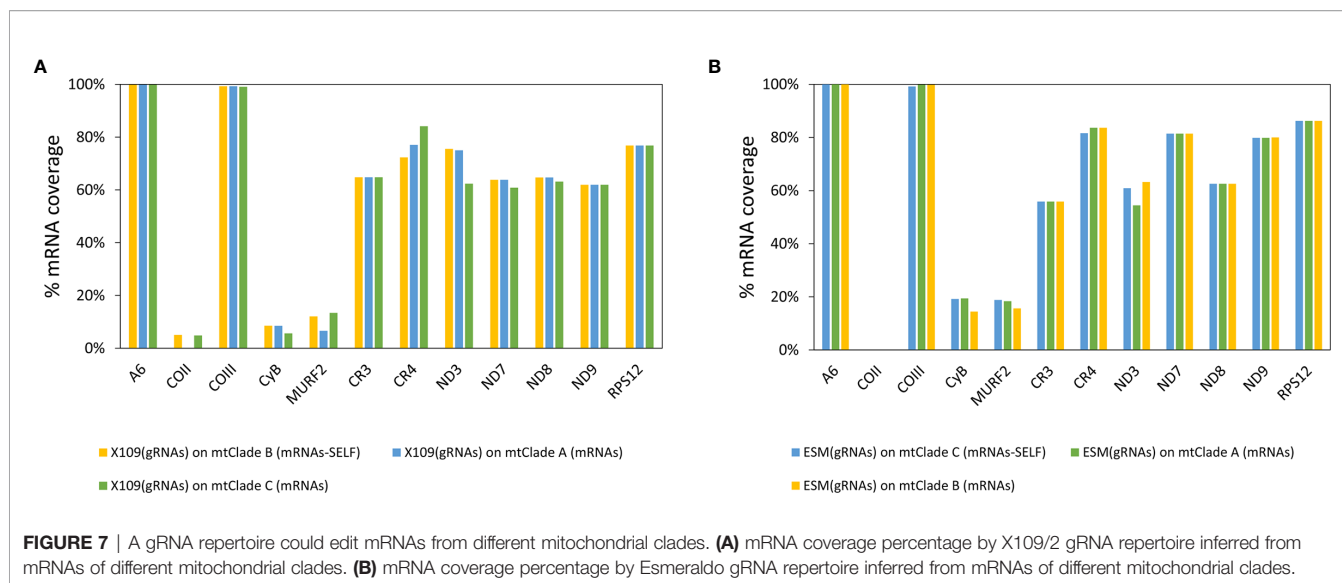 A
% mRNA coverage
100%
80%
60%
40%
20%
0%
A6
COII
COIII
CyB
MURF2
CR3
CR4
ND3
ND7
ND8
ND9
RPS12
X109(gRNAs) on mtClade B (mRNAs-SELF)
X109(gRNAs) on mtClade A (mRNAs)
X109(gRNAs) on mtClade C (mRNAs)
B
% mRNA coverage
100%
80%
60%
40%
20%
0%
A6
COII
COIII
CyB
MURF2
CR3
CR4
ND3
ND7
ND8
ND9
RPS12
ESM(gRNAs) on mtClade C (mRNAs-SELF)
ESM(gRNAs) on mtClade A (mRNAs)
ESM(gRNAs) on mtClade B (mRNAs)
FIGURE 7 | A gRNA repertoire could edit mRNAs from different mitochondrial clades. (A) mRNA coverage percentage by X109/2 gRNA repertoire inferred from
mRNAs of different mitochondrial clades. (B) mRNA coverage percentage by Esmeraldo gRNA repertoire inferred from mRNAs of different mitochondrial clades.